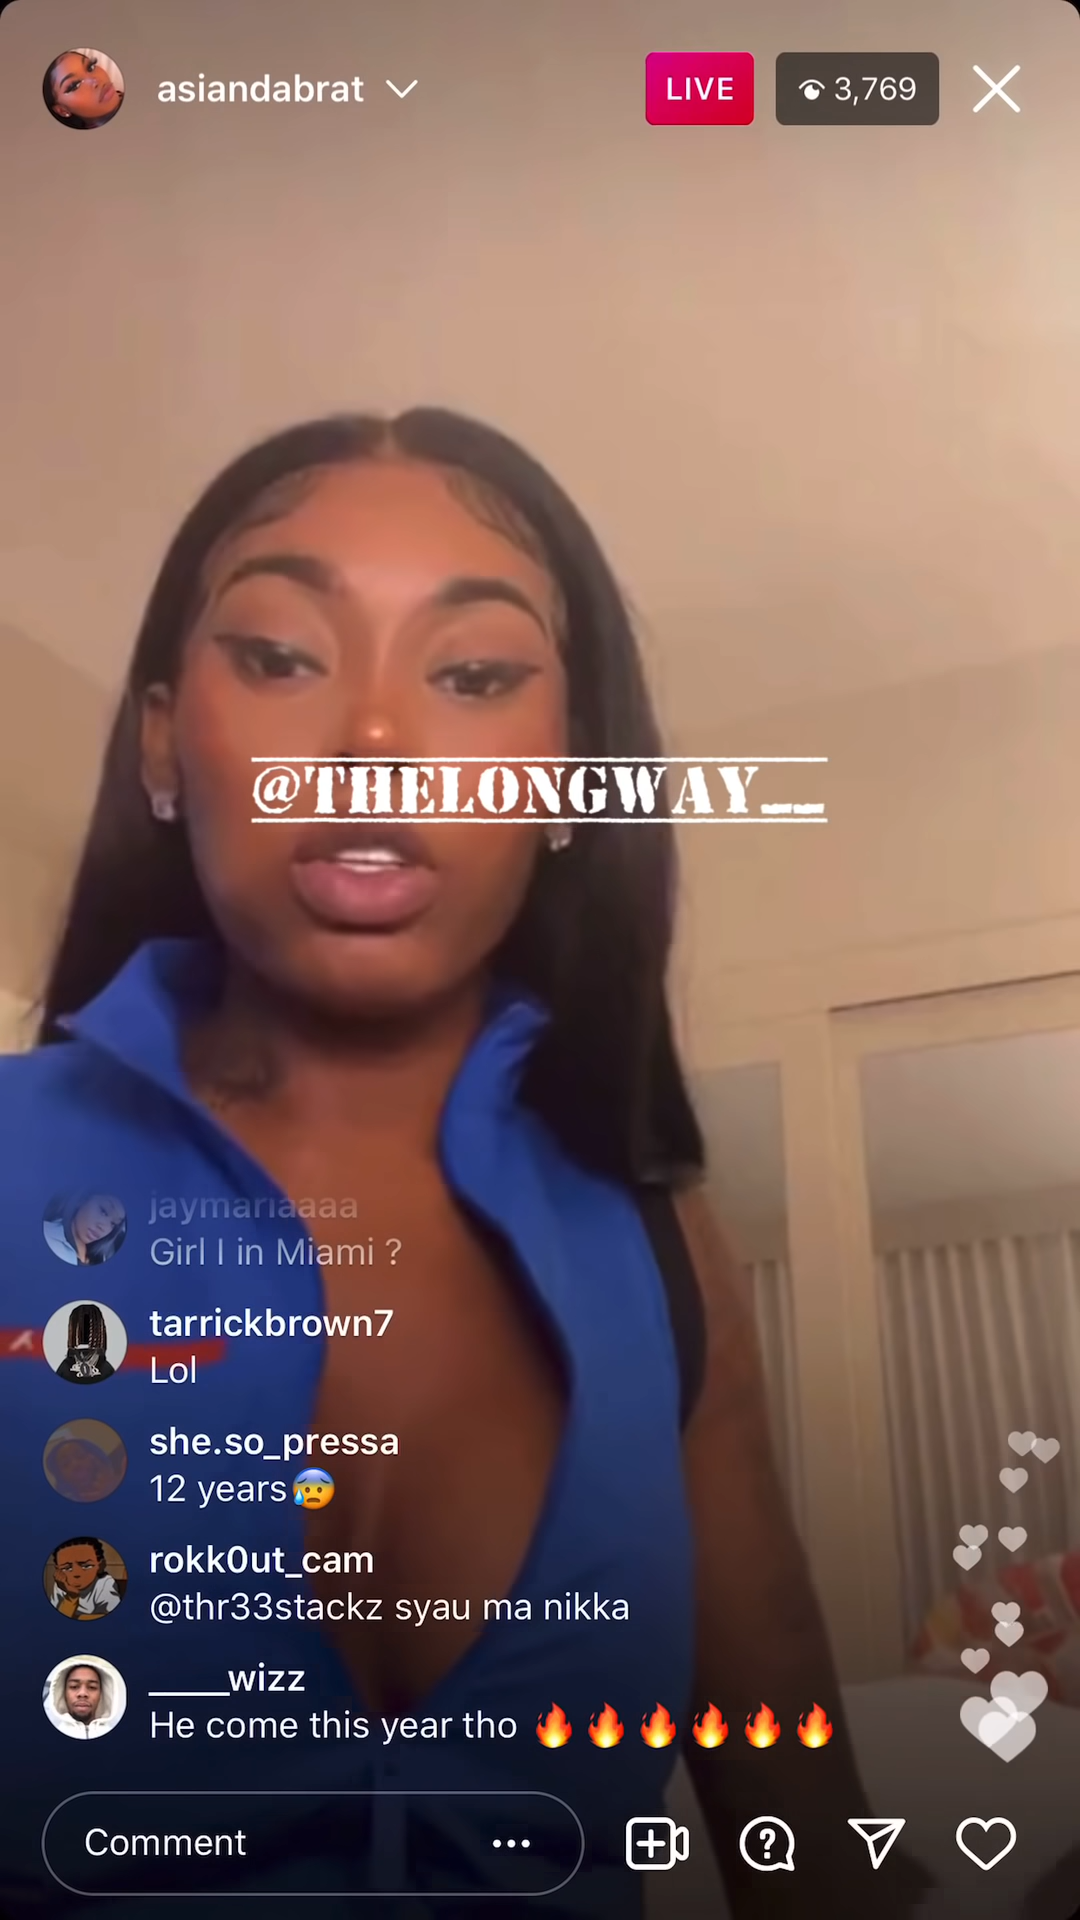 asiandabrat
LIVE
3,769
@THELONGWAY__
jaymariaaaa
Girl I in Miami ?
tarrickbrown7
Lol
she.so_pressa
12 years😰
rokk0ut_cam
@thr33stackz syau ma nikka
_____wizz
He come this year tho 🔥🔥🔥🔥🔥🔥
Comment